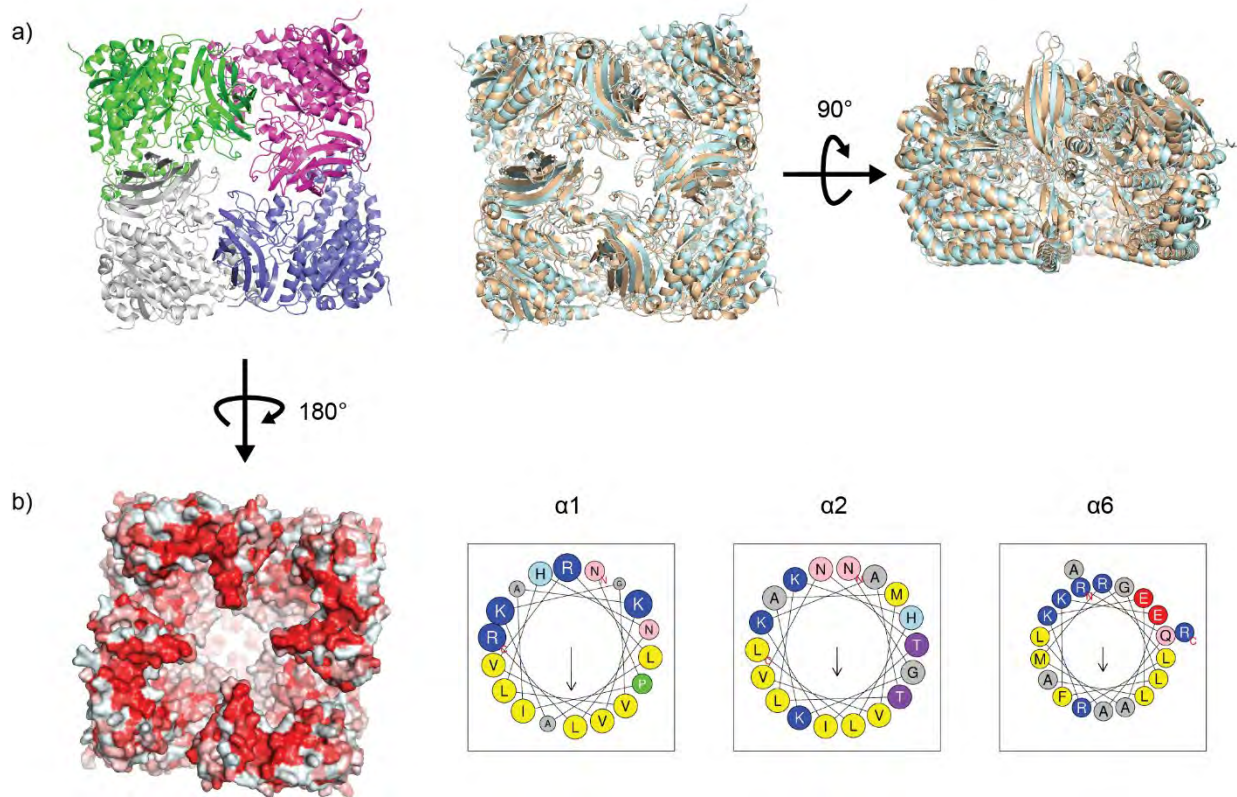 a)
90°
180°
b)
α1
α2
α6
H R N G
A K K
R N
V L
L P
I V
A L V
K N N A M
A H
K T
L G
V T
L V
K I L
A
R R G E
K E
K Q R
L L
M L
A L
F L
R A A